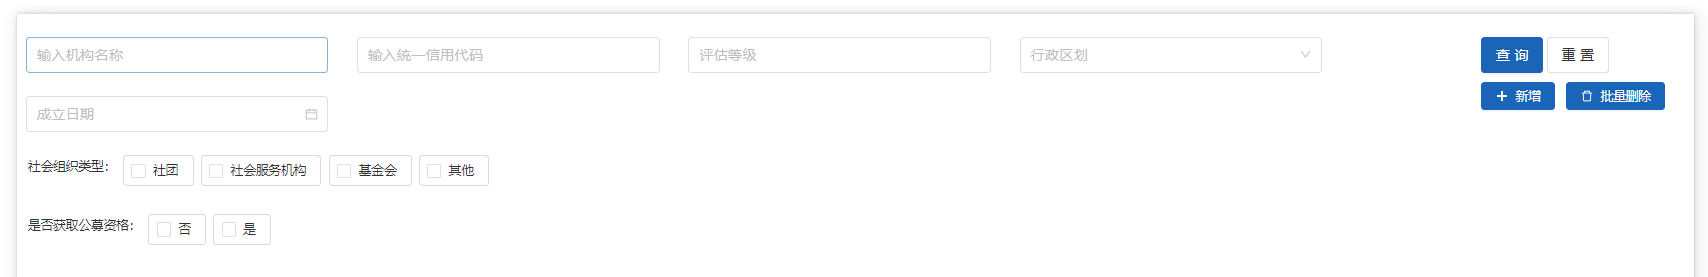 输入机构名称 输入统一信用代码 评估等级 行政区划 查 询 重 置
成立日期 新增 批量删除
社会组织类型: 社团 社会服务机构 基金会 其他
是否获取公募资格: 否 是